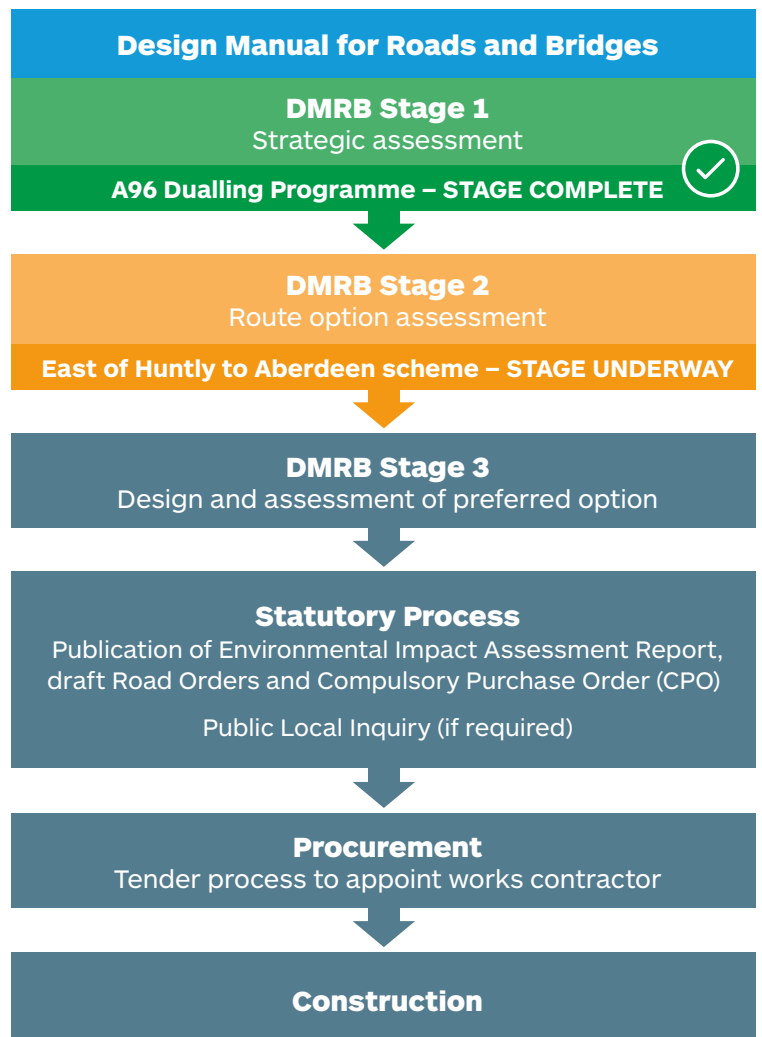 Design Manual for Roads and Bridges
DMRB Stage 1
Strategic assessment
A96 Dualling Programme – STAGE COMPLETE
DMRB Stage 2
Route option assessment
East of Huntly to Aberdeen scheme – STAGE UNDERWAY
DMRB Stage 3
Design and assessment of preferred option
Statutory Process
Publication of Environmental Impact Assessment Report,
draft Road Orders and Compulsory Purchase Order (CPO)
Public Local Inquiry (if required)
Procurement
Tender process to appoint works contractor
Construction